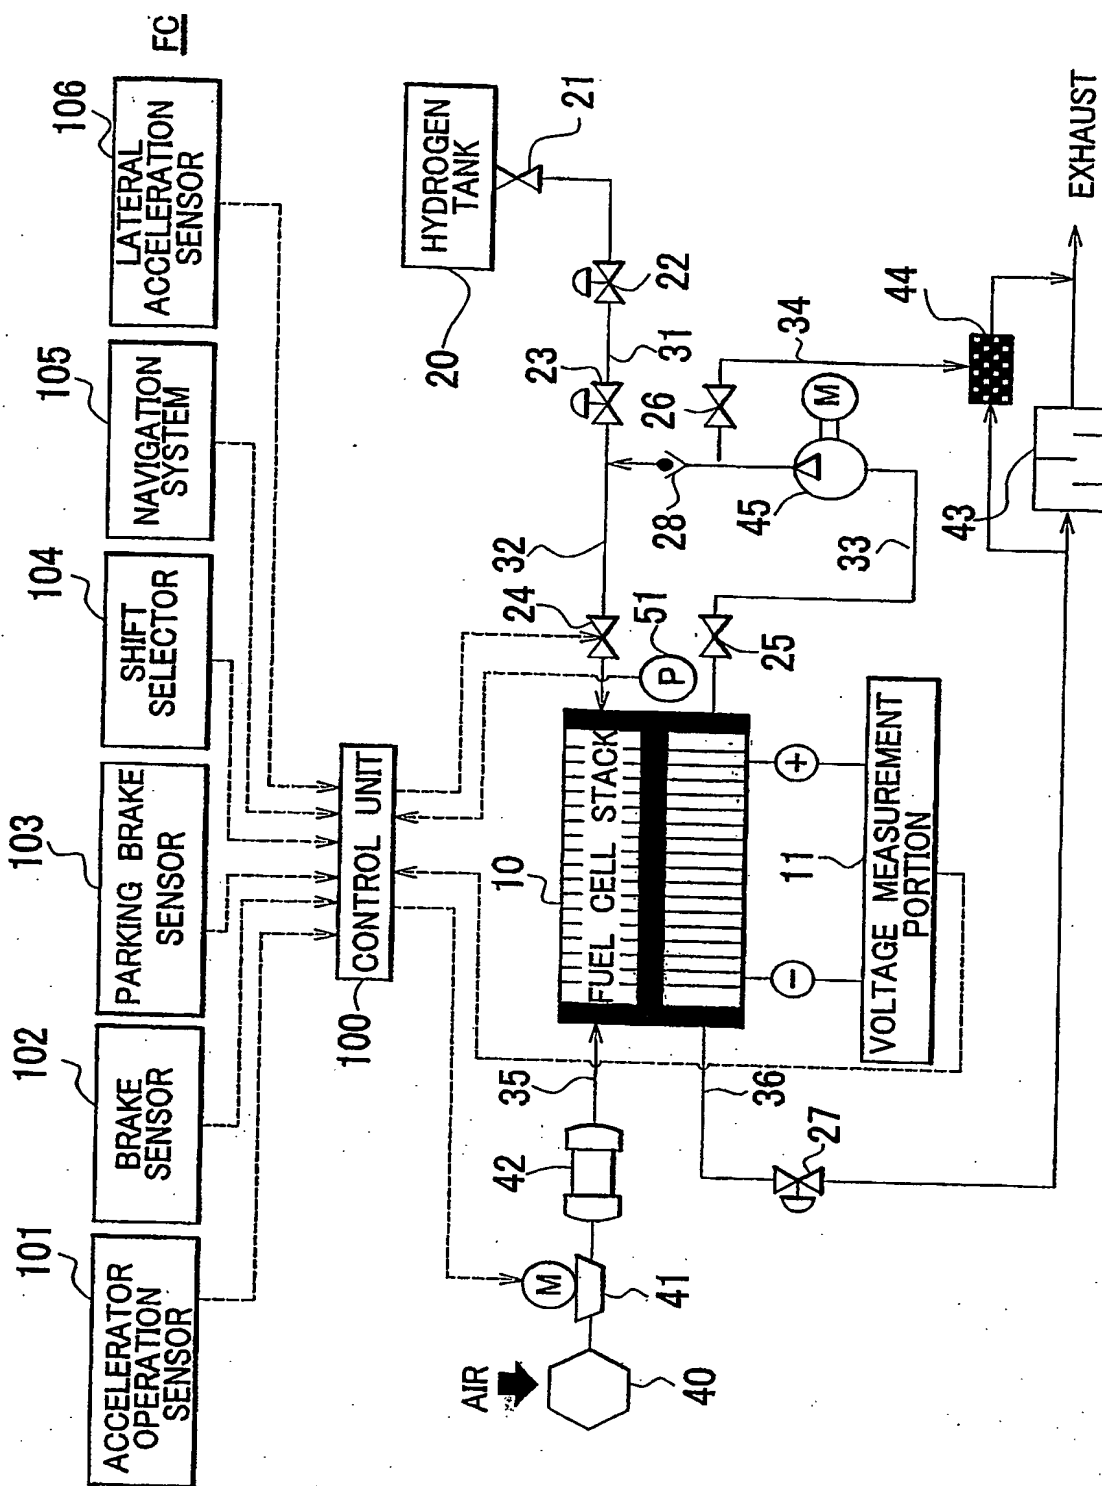 FC
101
ACCELERATOR
OPERATION
SENSOR
102
BRAKE
SENSOR
103
PARKING BRAKE
SENSOR
104
SHIFT
SELECTOR
105
NAVIGATION
SYSTEM
106
LATERAL
ACCELERATION
SENSOR
100
CONTROL UNIT
HYDROGEN
TANK
20
21
22
23
31
32
24
AIR
M
40
41
42
35
10
FUEL CELL STACK
P
51
25
26
28
M
45
33
34
44
36
27
−
+
11
VOLTAGE MEASUREMENT
PORTION
43
EXHAUST